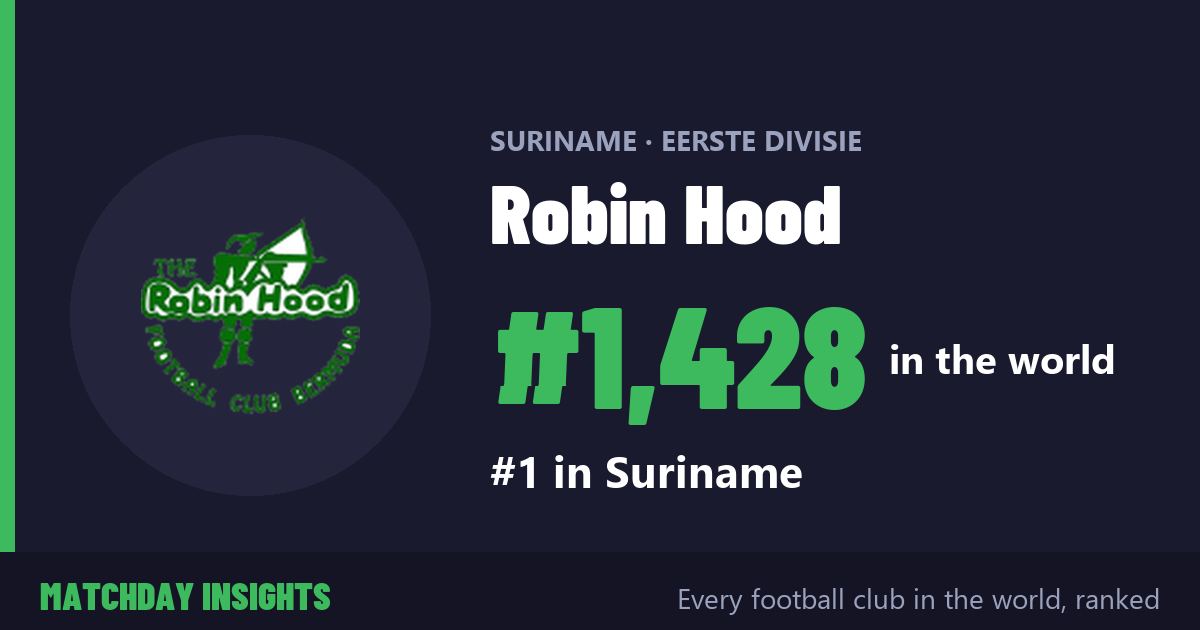 SURINAME · EERSTE DIVISIE
Robin Hood
THE
Robin Hood
FOOTBALL CLUB BERMUDA
#1,428 in the world
#1 in Suriname
MATCHDAY INSIGHTS
Every football club in the world, ranked